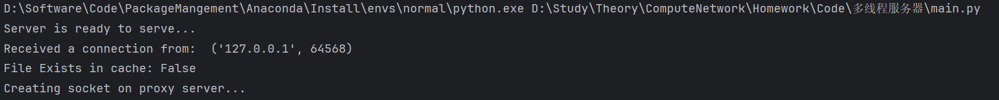 D:\Software\Code\PackageMangement\Anaconda\Install\envs\normal\python.exe D:\Study\Theory\ComputeNetwork\Homework\Code\多线程服务器\main.py
Server is ready to serve...
Received a connection from:  ('127.0.0.1', 64568)
File Exists in cache: False
Creating socket on proxy server...